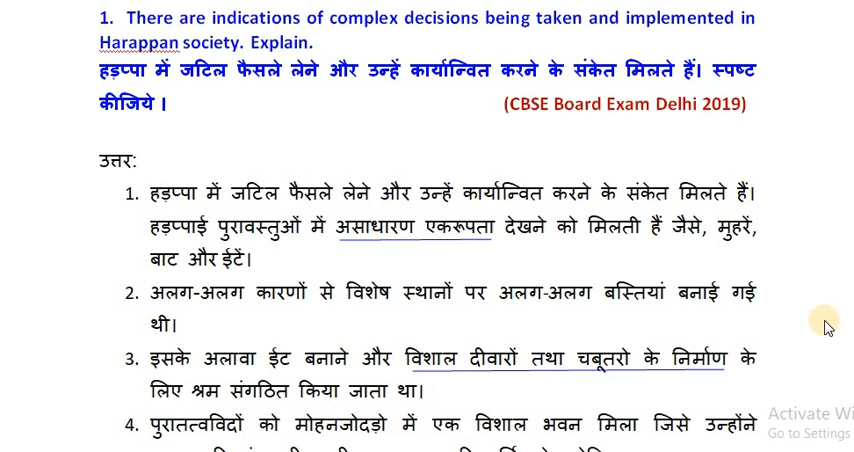 1. There are indications of complex decisions being taken and implemented in
Harappan society. Explain.
हड़प्पा में जटिल फैसले लेने और उन्हें कार्यान्वित करने के संकेत मिलते हैं। स्पष्ट
कीजिये। (CBSE Board Exam Delhi 2019)
उत्तर:
1. हड़प्पा में जटिल फैसले लेने और उन्हें कार्यान्वित करने के संकेत मिलते हैं।
हड़प्पाई पुरावस्तुओं में असाधारण एकरूपता देखने को मिलती हैं जैसे, मुहरें,
बाट और ईटें।
2. अलग-अलग कारणों से विशेष स्थानों पर अलग-अलग बस्तियां बनाई गई
थी।
3. इसके अलावा ईट बनाने और विशाल दीवारों तथा चबूतरो के निर्माण के
लिए श्रम संगठित किया जाता था।
4. पुरातत्वविदों को मोहनजोदड़ो में एक विशाल भवन मिला जिसे उन्होंने
Activate Wi
Go to Settings